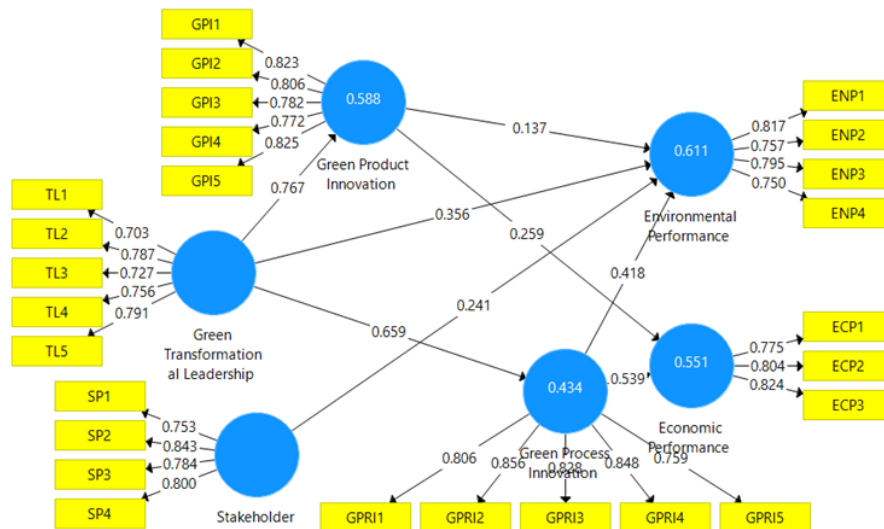 GPI1
GPI2
GPI3
GPI4
GPI5
0.823
0.806
0.782
0.772
0.825
0.588
Green Product
Innovation
0.137
0.767
0.356
0.259
0.241
0.418
0.659
0.539
TL1
TL2
TL3
TL4
TL5
0.703
0.787
0.727
0.756
0.791
Green
Transformation
al Leadership
SP1
SP2
SP3
SP4
0.753
0.843
0.784
0.800
Stakeholder
0.611
Environmental
Performance
0.817
0.757
0.795
0.750
ENP1
ENP2
ENP3
ENP4
0.551
Economic
Performance
0.775
0.804
0.824
ECP1
ECP2
ECP3
0.434
Green Process
Innovation
0.806
0.856
0.828
0.848
0.759
GPRI1
GPRI2
GPRI3
GPRI4
GPRI5